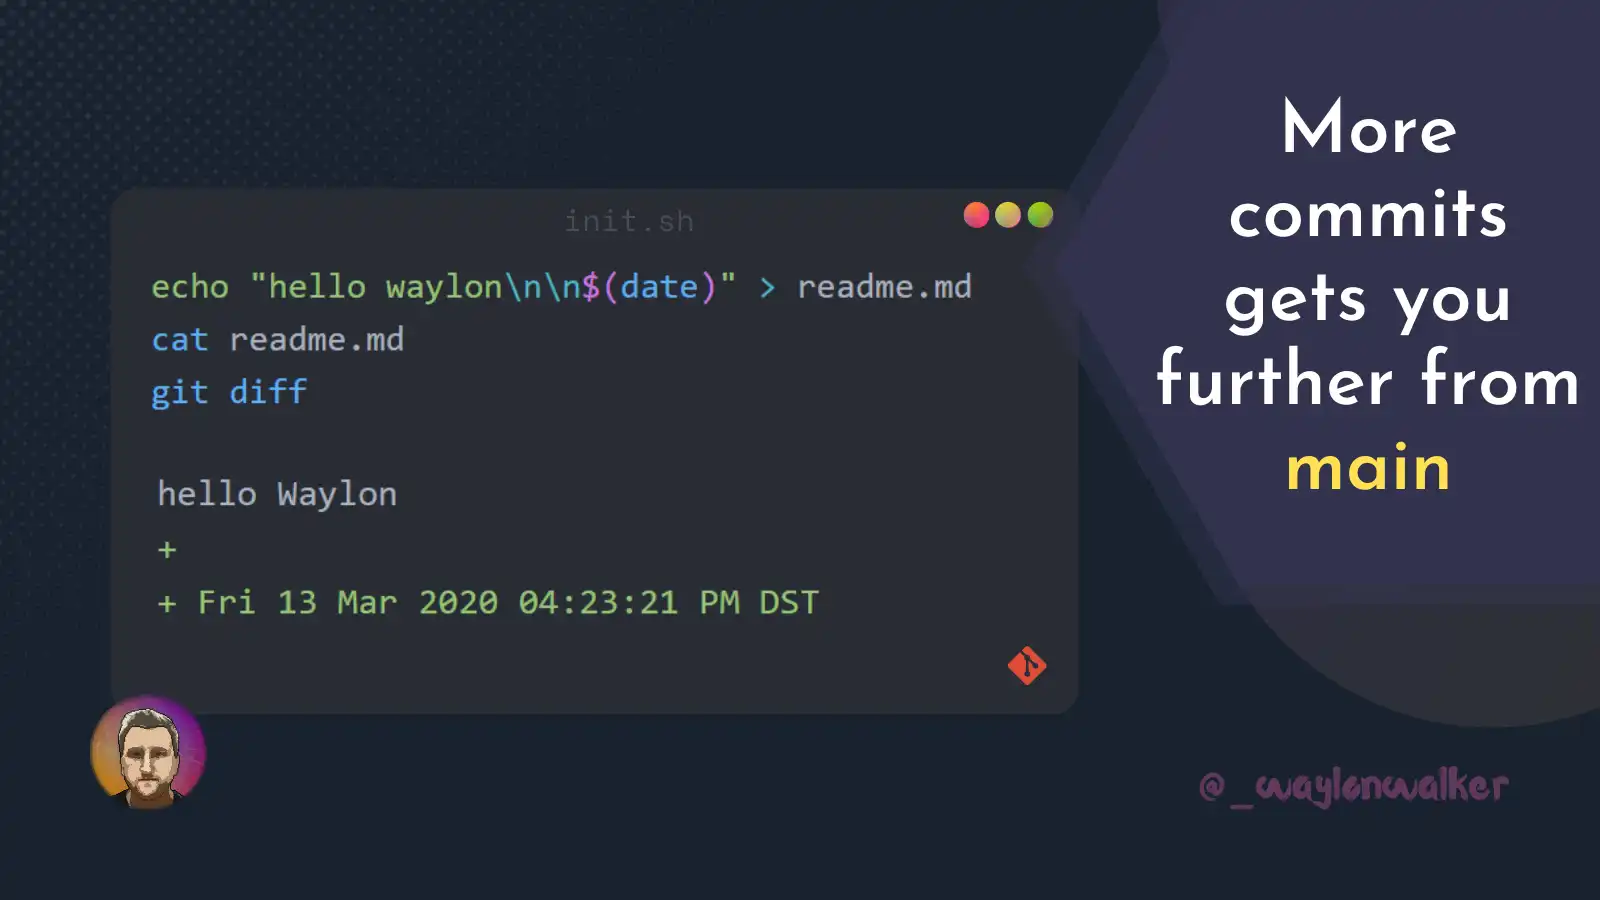 init.sh
echo "hello waylon\n\n$(date)" > readme.md
cat readme.md
git diff
hello Waylon
+
+ Fri 13 Mar 2020 04:23:21 PM DST
More
commits
gets you
further from
main
@_waylonwalker